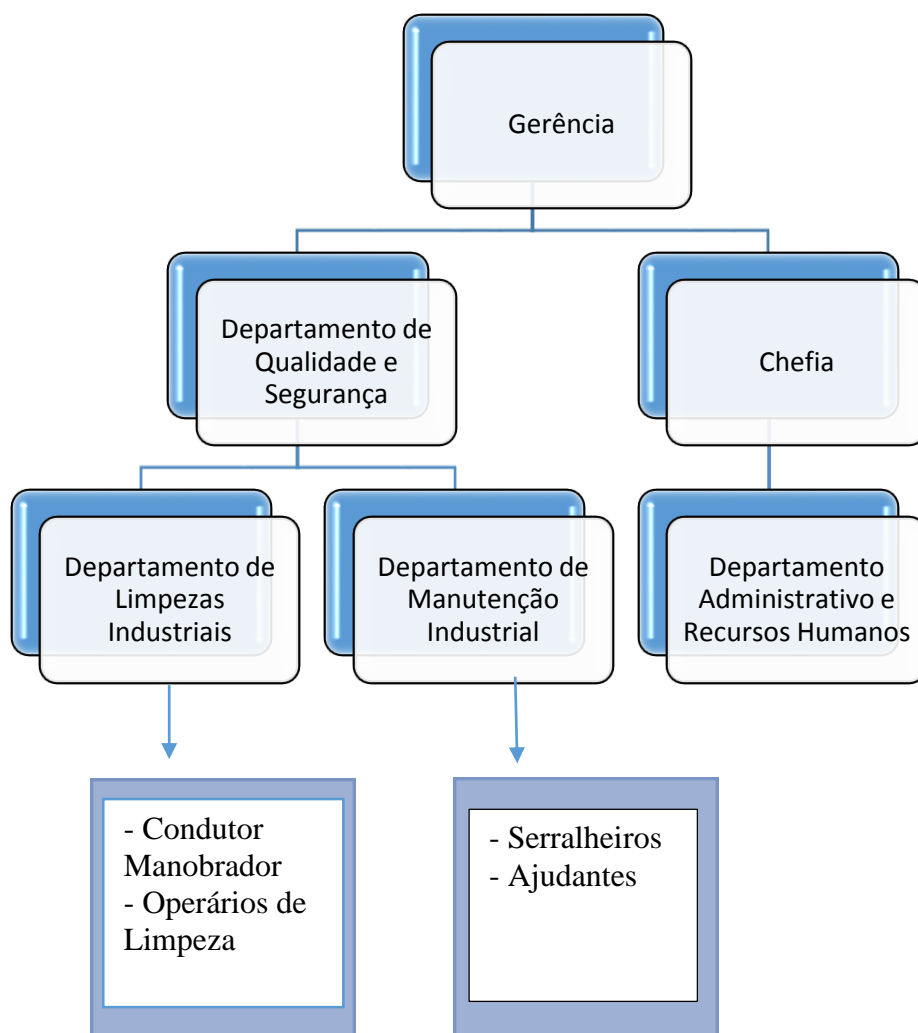 Gerência
Departamento de
Qualidade e
Segurança
Chefia
Departamento de
Limpezas
Industriais
Departamento de
Manutenção
Industrial
Departamento
Administrativo e
Recursos Humanos
- Condutor
Manobrador
- Operários de
Limpeza
- Serralheiros
- Ajudantes